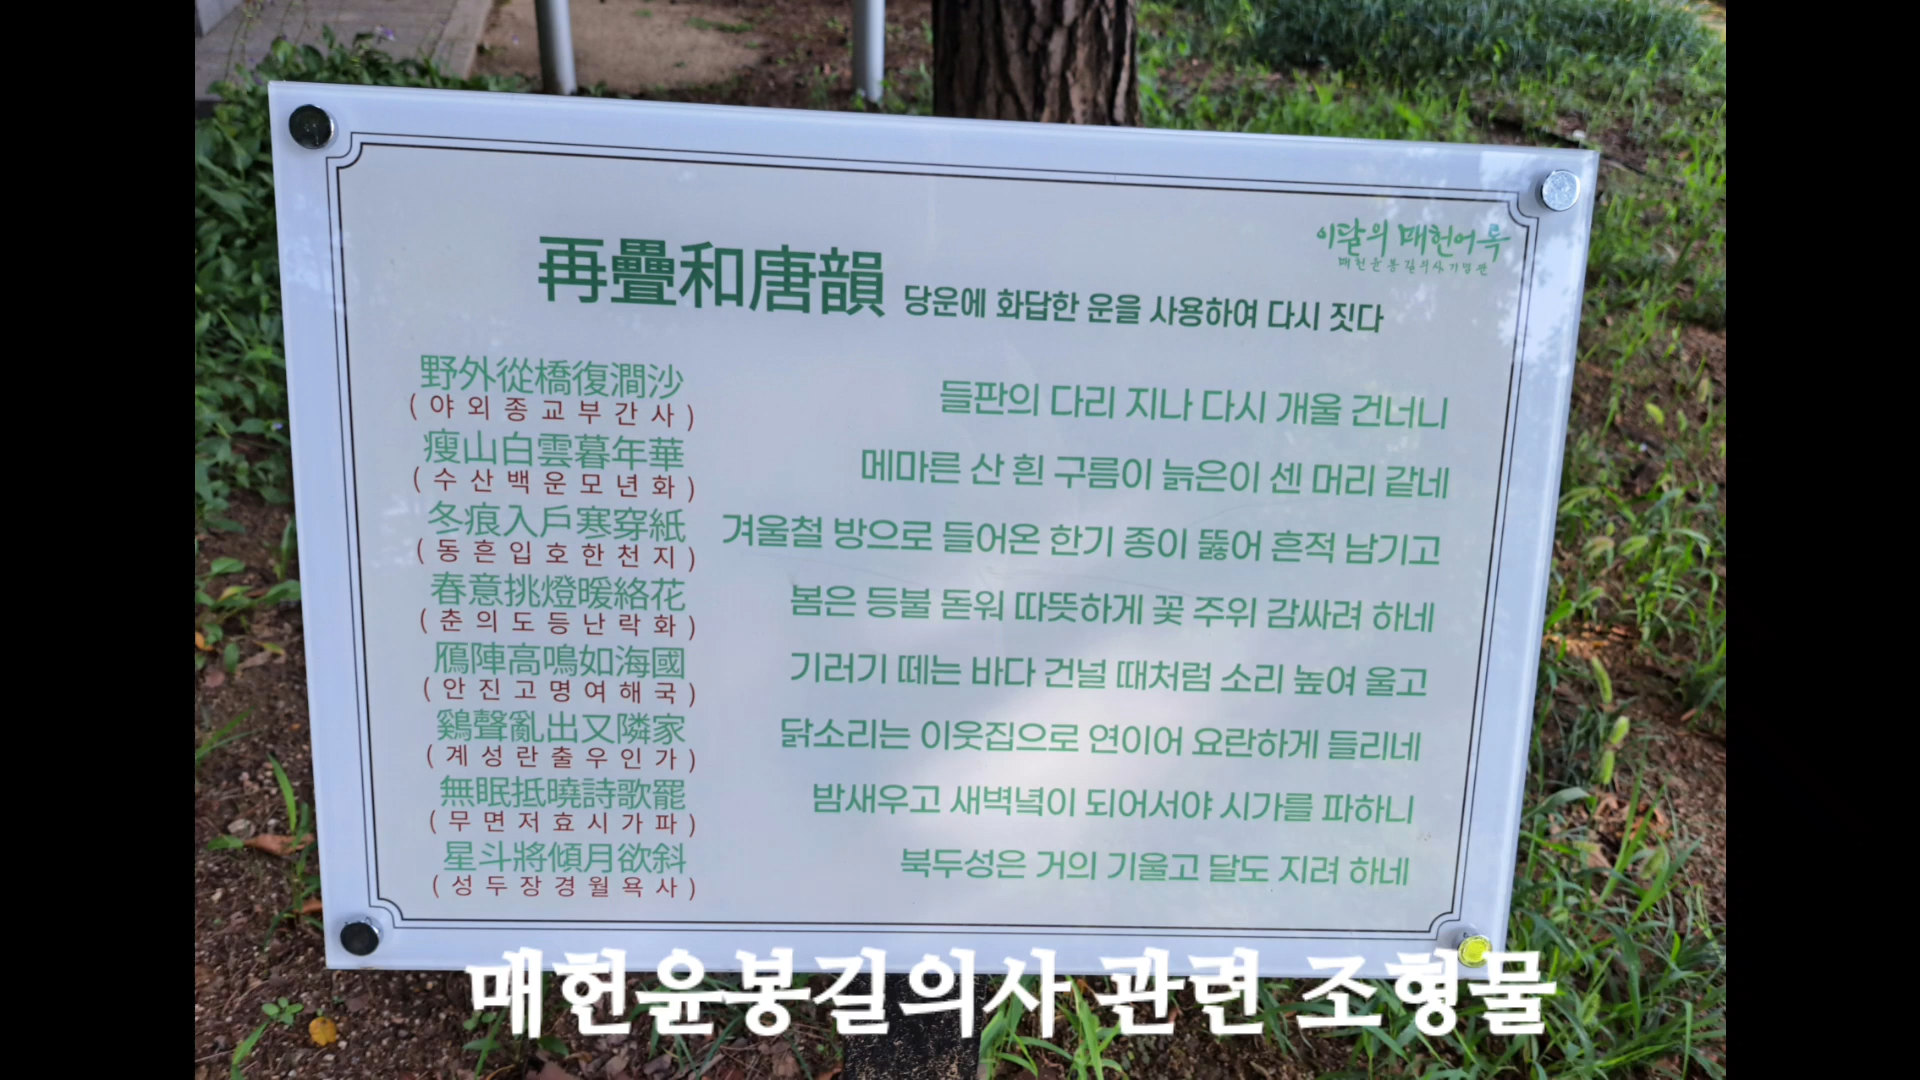 이달의 매헌어록
매헌윤봉길의사기념관
再疊和唐韻 당운에 화답한 운을 사용하여 다시 짓다
野外從橋復澗沙
(야외종교부간사)
들판의 다리 지나 다시 개울 건너니
瘦山白雲暮年華
(수산백운모년화)
메마른 산 흰 구름이 늙은이 센 머리 같네
冬痕入戶寒穿紙
(동흔입호한천지)
겨울철 방으로 들어온 한기 종이 뚫어 흔적 남기고
春意挑燈暖絡花
(춘의도등난락화)
봄은 등불 돋워 따뜻하게 꽃 주위 감싸려 하네
鴈陣高鳴如海國
(안진고명여해국)
기러기 떼는 바다 건널 때처럼 소리 높여 울고
鷄聲亂出又隣家
(계성란출우인가)
닭소리는 이웃집으로 연이어 요란하게 들리네
無眠抵曉詩歌罷
(무면저효시가파)
밤새우고 새벽녘이 되어서야 시가를 파하니
星斗將傾月欲斜
(성두장경월욕사)
북두성은 거의 기울고 달도 지려 하네
매헌윤봉길의사 관련 조형물